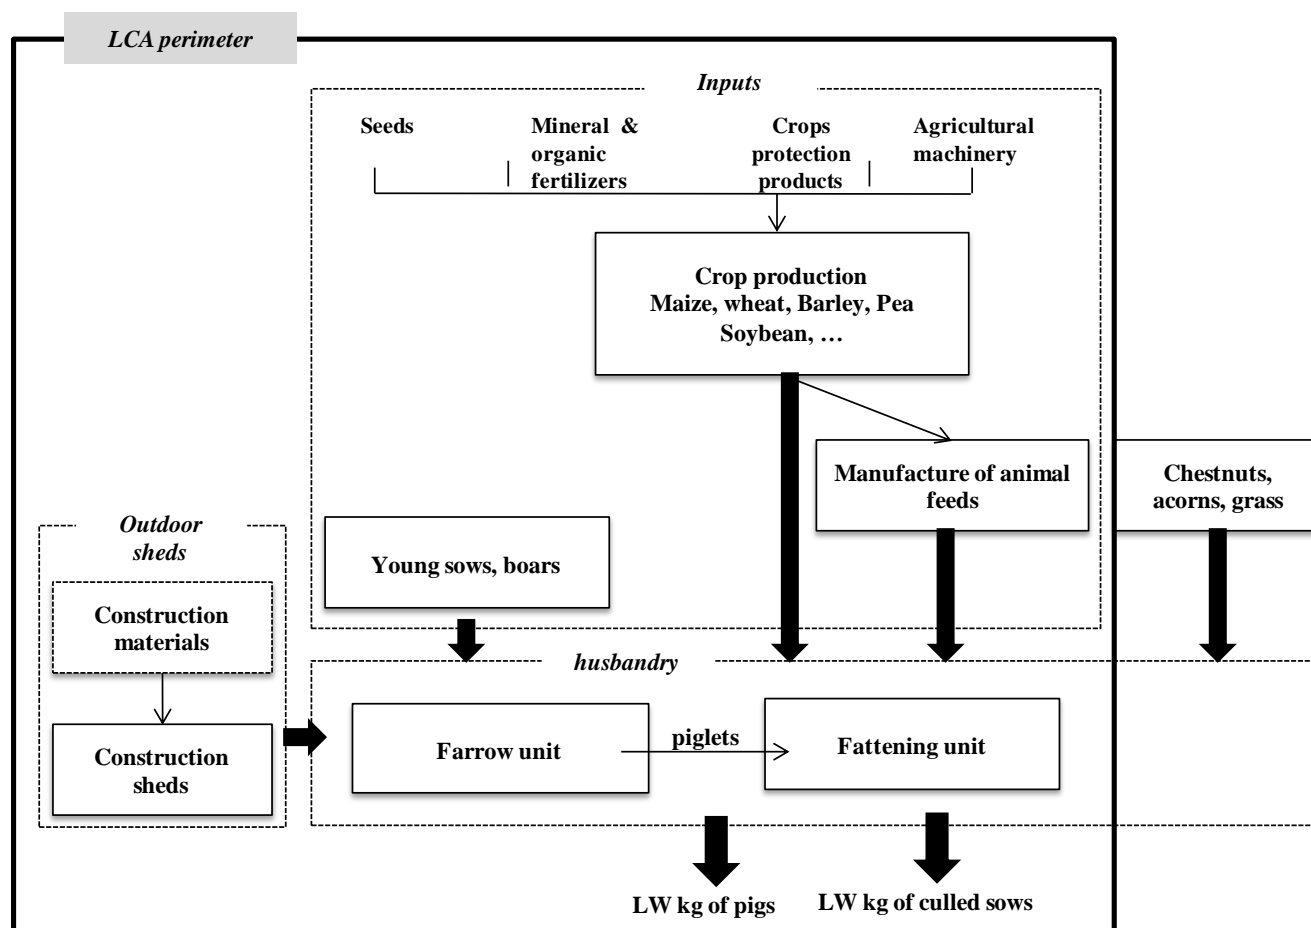 LCA perimeter
Inputs
Seeds
Mineral & organic
fertilizers
Crops
protection
products
Agricultural
machinery
Crop production
Maize, wheat, Barley, Pea
Soybean, …
Manufacture of animal
feeds
Chestnuts,
acorns, grass
Outdoor
sheds
Construction
materials
Construction
sheds
Young sows, boars
husbandry
Farrow unit
piglets
Fattening unit
LW kg of pigs
LW kg of culled sows